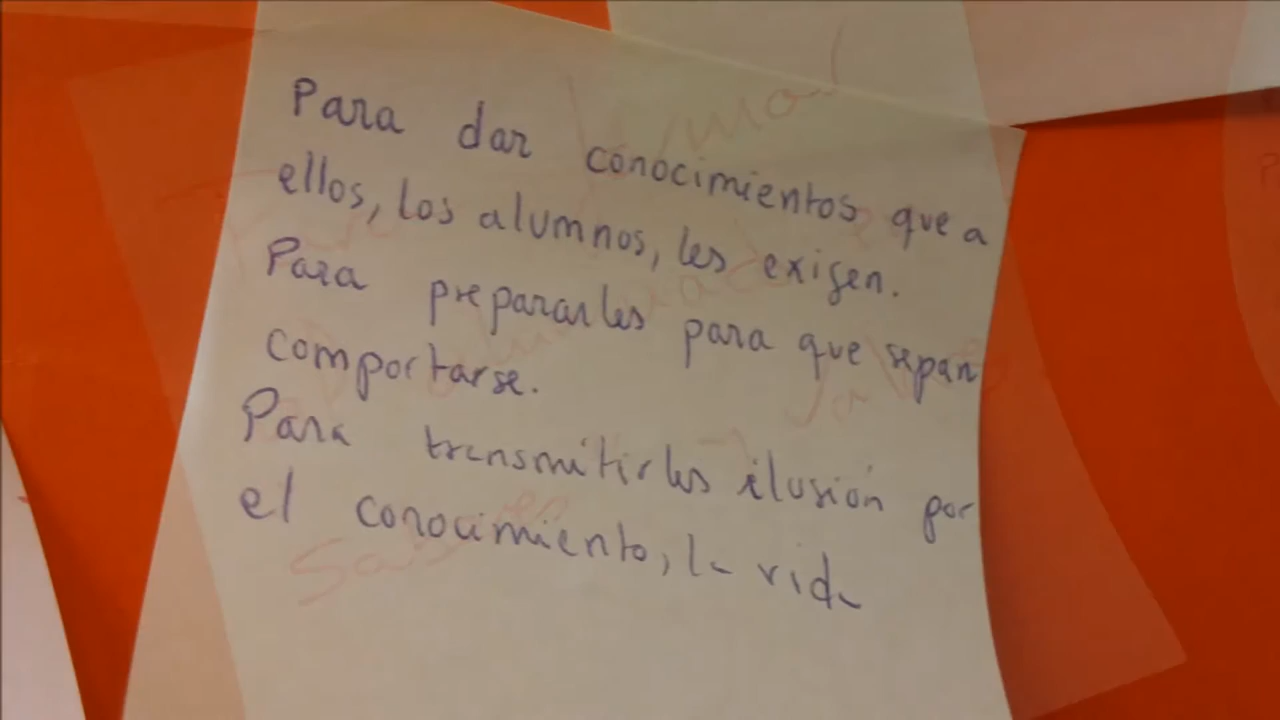 Para dar conocimientos que a
ellos, los alumnos, les exigen.
Para prepararles para que sepan
comportarse.
Para transmitirles ilusión por
el conocimiento, la vida